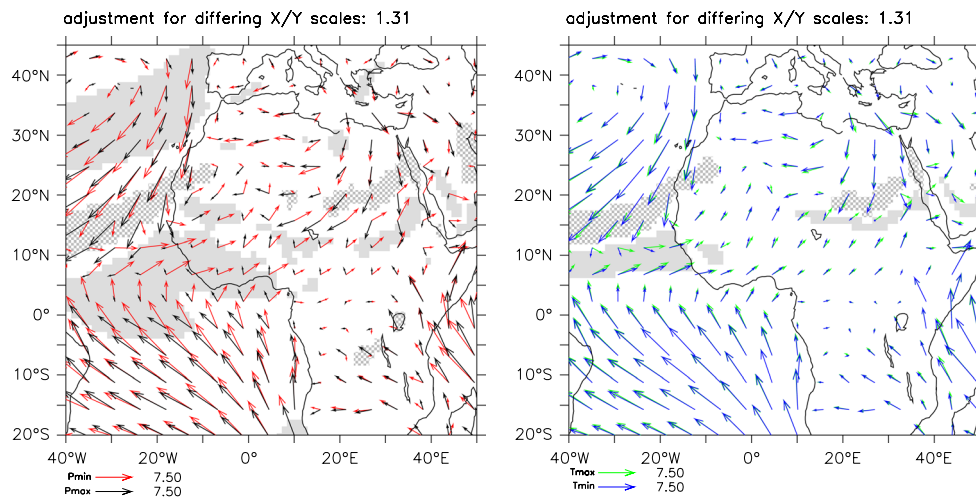 adjustment for differing X/Y scales: 1.31
40°N
30°N
20°N
10°N
0°
10°S
20°S
40°W 20°W 0° 20°E 40°E
Pmin 7.50
Pmax 7.50
adjustment for differing X/Y scales: 1.31
40°N
30°N
20°N
10°N
0°
10°S
20°S
40°W 20°W 0° 20°E 40°E
Tmax 7.50
Tmin 7.50